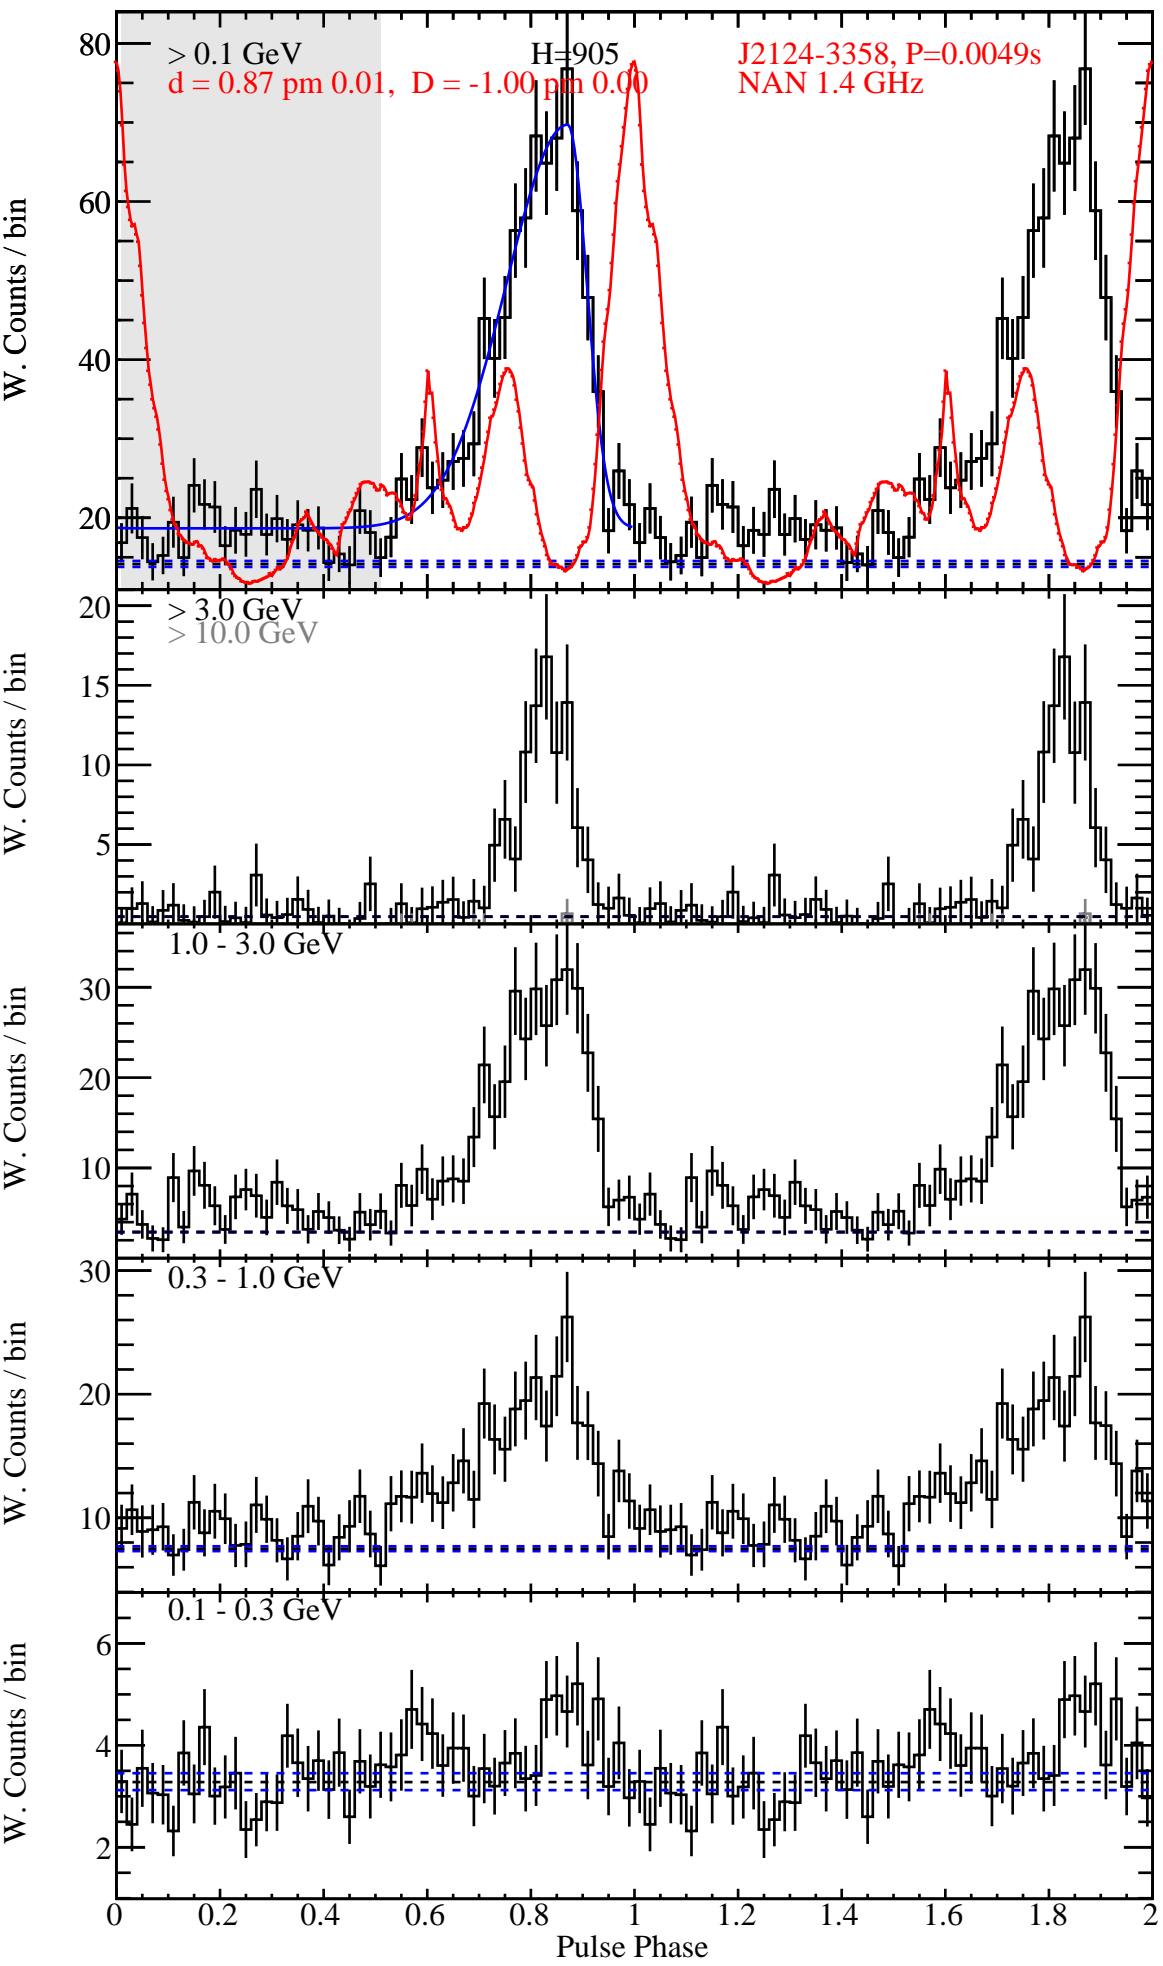 > 0.1 GeV
H=905
J2124-3358, P=0.0049s
d = 0.87 pm 0.01, D = -1.00 pm 0.00
NAN 1.4 GHz
80
60
40
20
W. Counts / bin
> 3.0 GeV
> 10.0 GeV
20
15
10
5
W. Counts / bin
1.0 - 3.0 GeV
30
20
10
W. Counts / bin
0.3 - 1.0 GeV
30
20
10
W. Counts / bin
0.1 - 0.3 GeV
6
4
2
W. Counts / bin
0 0.2 0.4 0.6 0.8 1 1.2 1.4 1.6 1.8 2
Pulse Phase